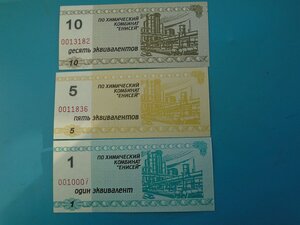 10
ПО ХИМИЧЕСКИЙ
КОМБИНАТ
"ЕНИСЕЙ"
0013182
десять эквивалентов
10
5
ПО ХИМИЧЕСКИЙ
КОМБИНАТ
"ЕНИСЕЙ"
0011836
пять эквивалентов
5
1
ПО ХИМИЧЕСКИЙ
КОМБИНАТ
"ЕНИСЕЙ"
0010007
один эквивалент
1